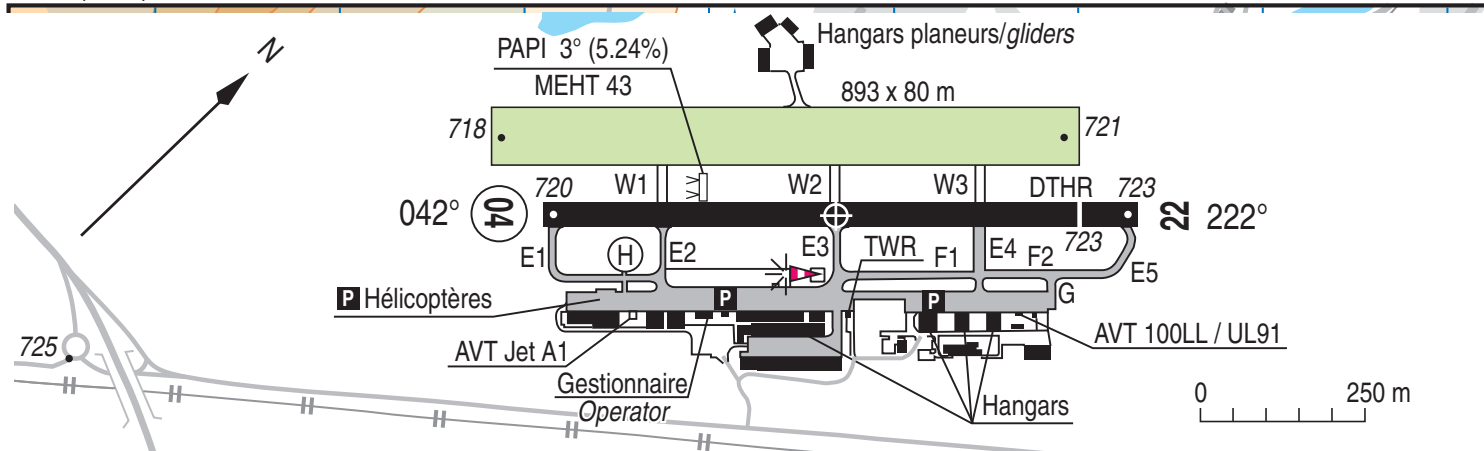 N
PAPI 3° (5.24%)
MEHT 43
Hangars planeurs/gliders
893 x 80 m
718
721
042°
04
720
W1
W2
W3
DTHR
723
22
222°
E1
H
E2
E3
TWR
F1
E4
F2
723
E5
G
P Hélicoptères
P
P
725
AVT Jet A1
AVT 100LL / UL91
Gestionnaire
Operator
Hangars
0
250 m